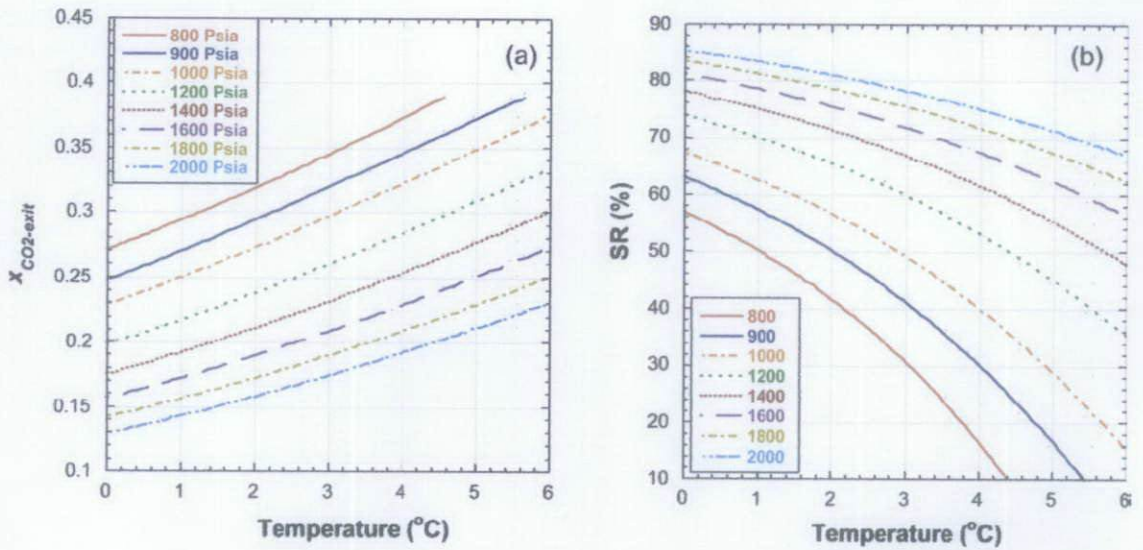 0.45
0.4
0.35
0.3
0.25
0.2
0.15
0.1
x CO2-exit
800 Psia
900 Psia
1000 Psia
1200 Psia
1400 Psia
1600 Psia
1800 Psia
2000 Psia
(a)
0 1 2 3 4 5 6
Temperature (°C)
90
80
70
60
50
40
30
20
10
SR (%)
(b)
800
900
1000
1200
1400
1600
1800
2000
0 1 2 3 4 5 6
Temperature (°C)